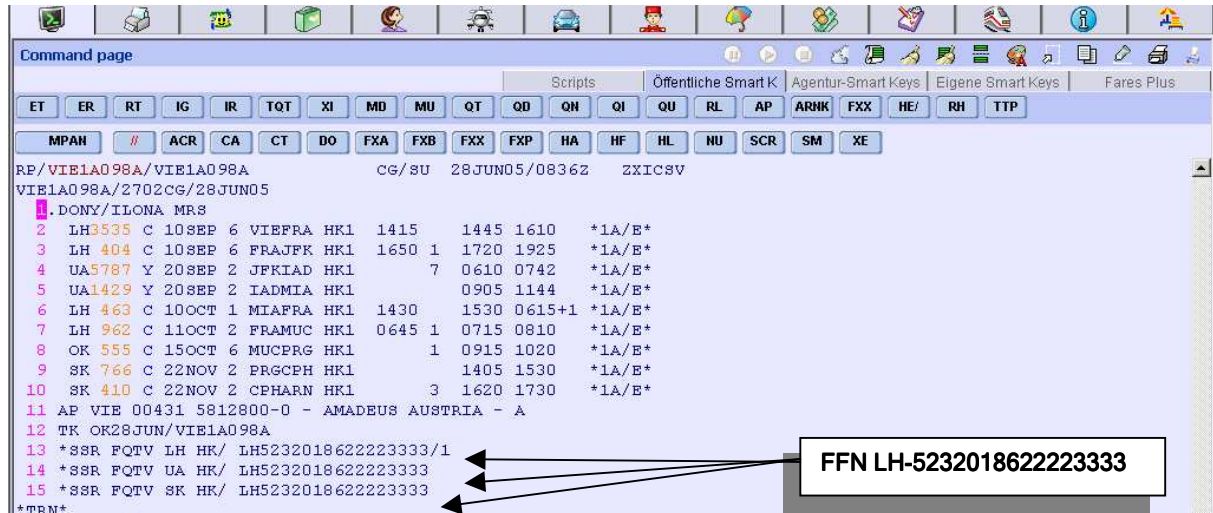 Command page
Scripts Öffentliche Smart K Agentur-Smart Keys Eigene Smart Keys Fares Plus
ET ER RT IG IR TQT XI MD MU QT QD QN QI QU RL AP ARNK FXX HE/ RH TTP
MPAN // ACR CA CT DO FXA FXB FXX FXP HA HF HL NU SCR SM XE
RP/VIE1A098A/VIE1A098A CG/SU 28JUN05/0836Z ZXICSV
VIE1A098A/2702CG/28JUN05
1.DONY/ILONA MRS
2 LH3535 C 10SEP 6 VIEFRA HK1 1415 1445 1610 *1A/E*
3 LH 404 C 10SEP 6 FRAJFK HK1 1650 1 1720 1925 *1A/E*
4 UA5787 Y 20SEP 2 JFKIAD HK1 7 0610 0742 *1A/E*
5 UA1429 Y 20SEP 2 IADMIA HK1 0905 1144 *1A/E*
6 LH 463 C 10OCT 1 MIAFRA HK1 1430 1530 0615+1 *1A/E*
7 LH 962 C 11OCT 2 FRAMUC HK1 0645 1 0715 0810 *1A/E*
8 OK 555 C 15OCT 6 MUCPRG HK1 1 0915 1020 *1A/E*
9 SK 766 C 22NOV 2 PRGCPH HK1 1405 1530 *1A/E*
10 SK 410 C 22NOV 2 CPHARN HK1 3 1620 1730 *1A/E*
11 AP VIE 00431 5812800-0 - AMADEUS AUSTRIA - A
12 TK OK28JUN/VIE1A098A
13 *SSR FQTV LH HK/ LH5232018622223333/1
14 *SSR FQTV UA HK/ LH5232018622223333
15 *SSR FQTV SK HK/ LH5232018622223333
*TRN*
FFN LH-5232018622223333